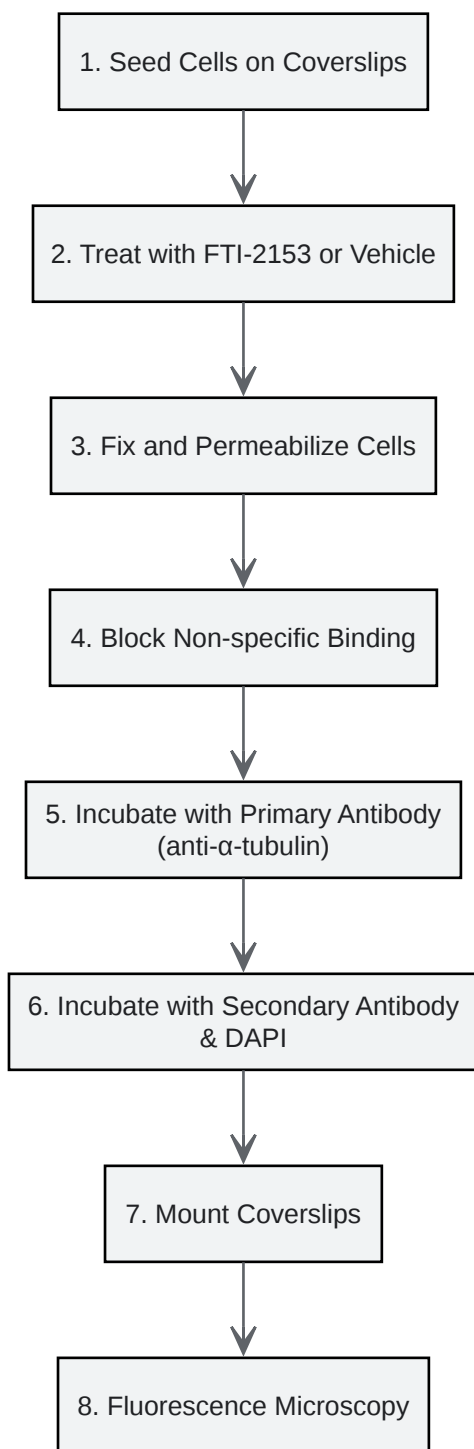 1. Seed Cells on Coverslips
2. Treat with FTI-2153 or Vehicle
3. Fix and Permeabilize Cells
4. Block Non-specific Binding
5. Incubate with Primary Antibody
(anti-α-tubulin)
6. Incubate with Secondary Antibody
& DAPI
7. Mount Coverslips
8. Fluorescence Microscopy